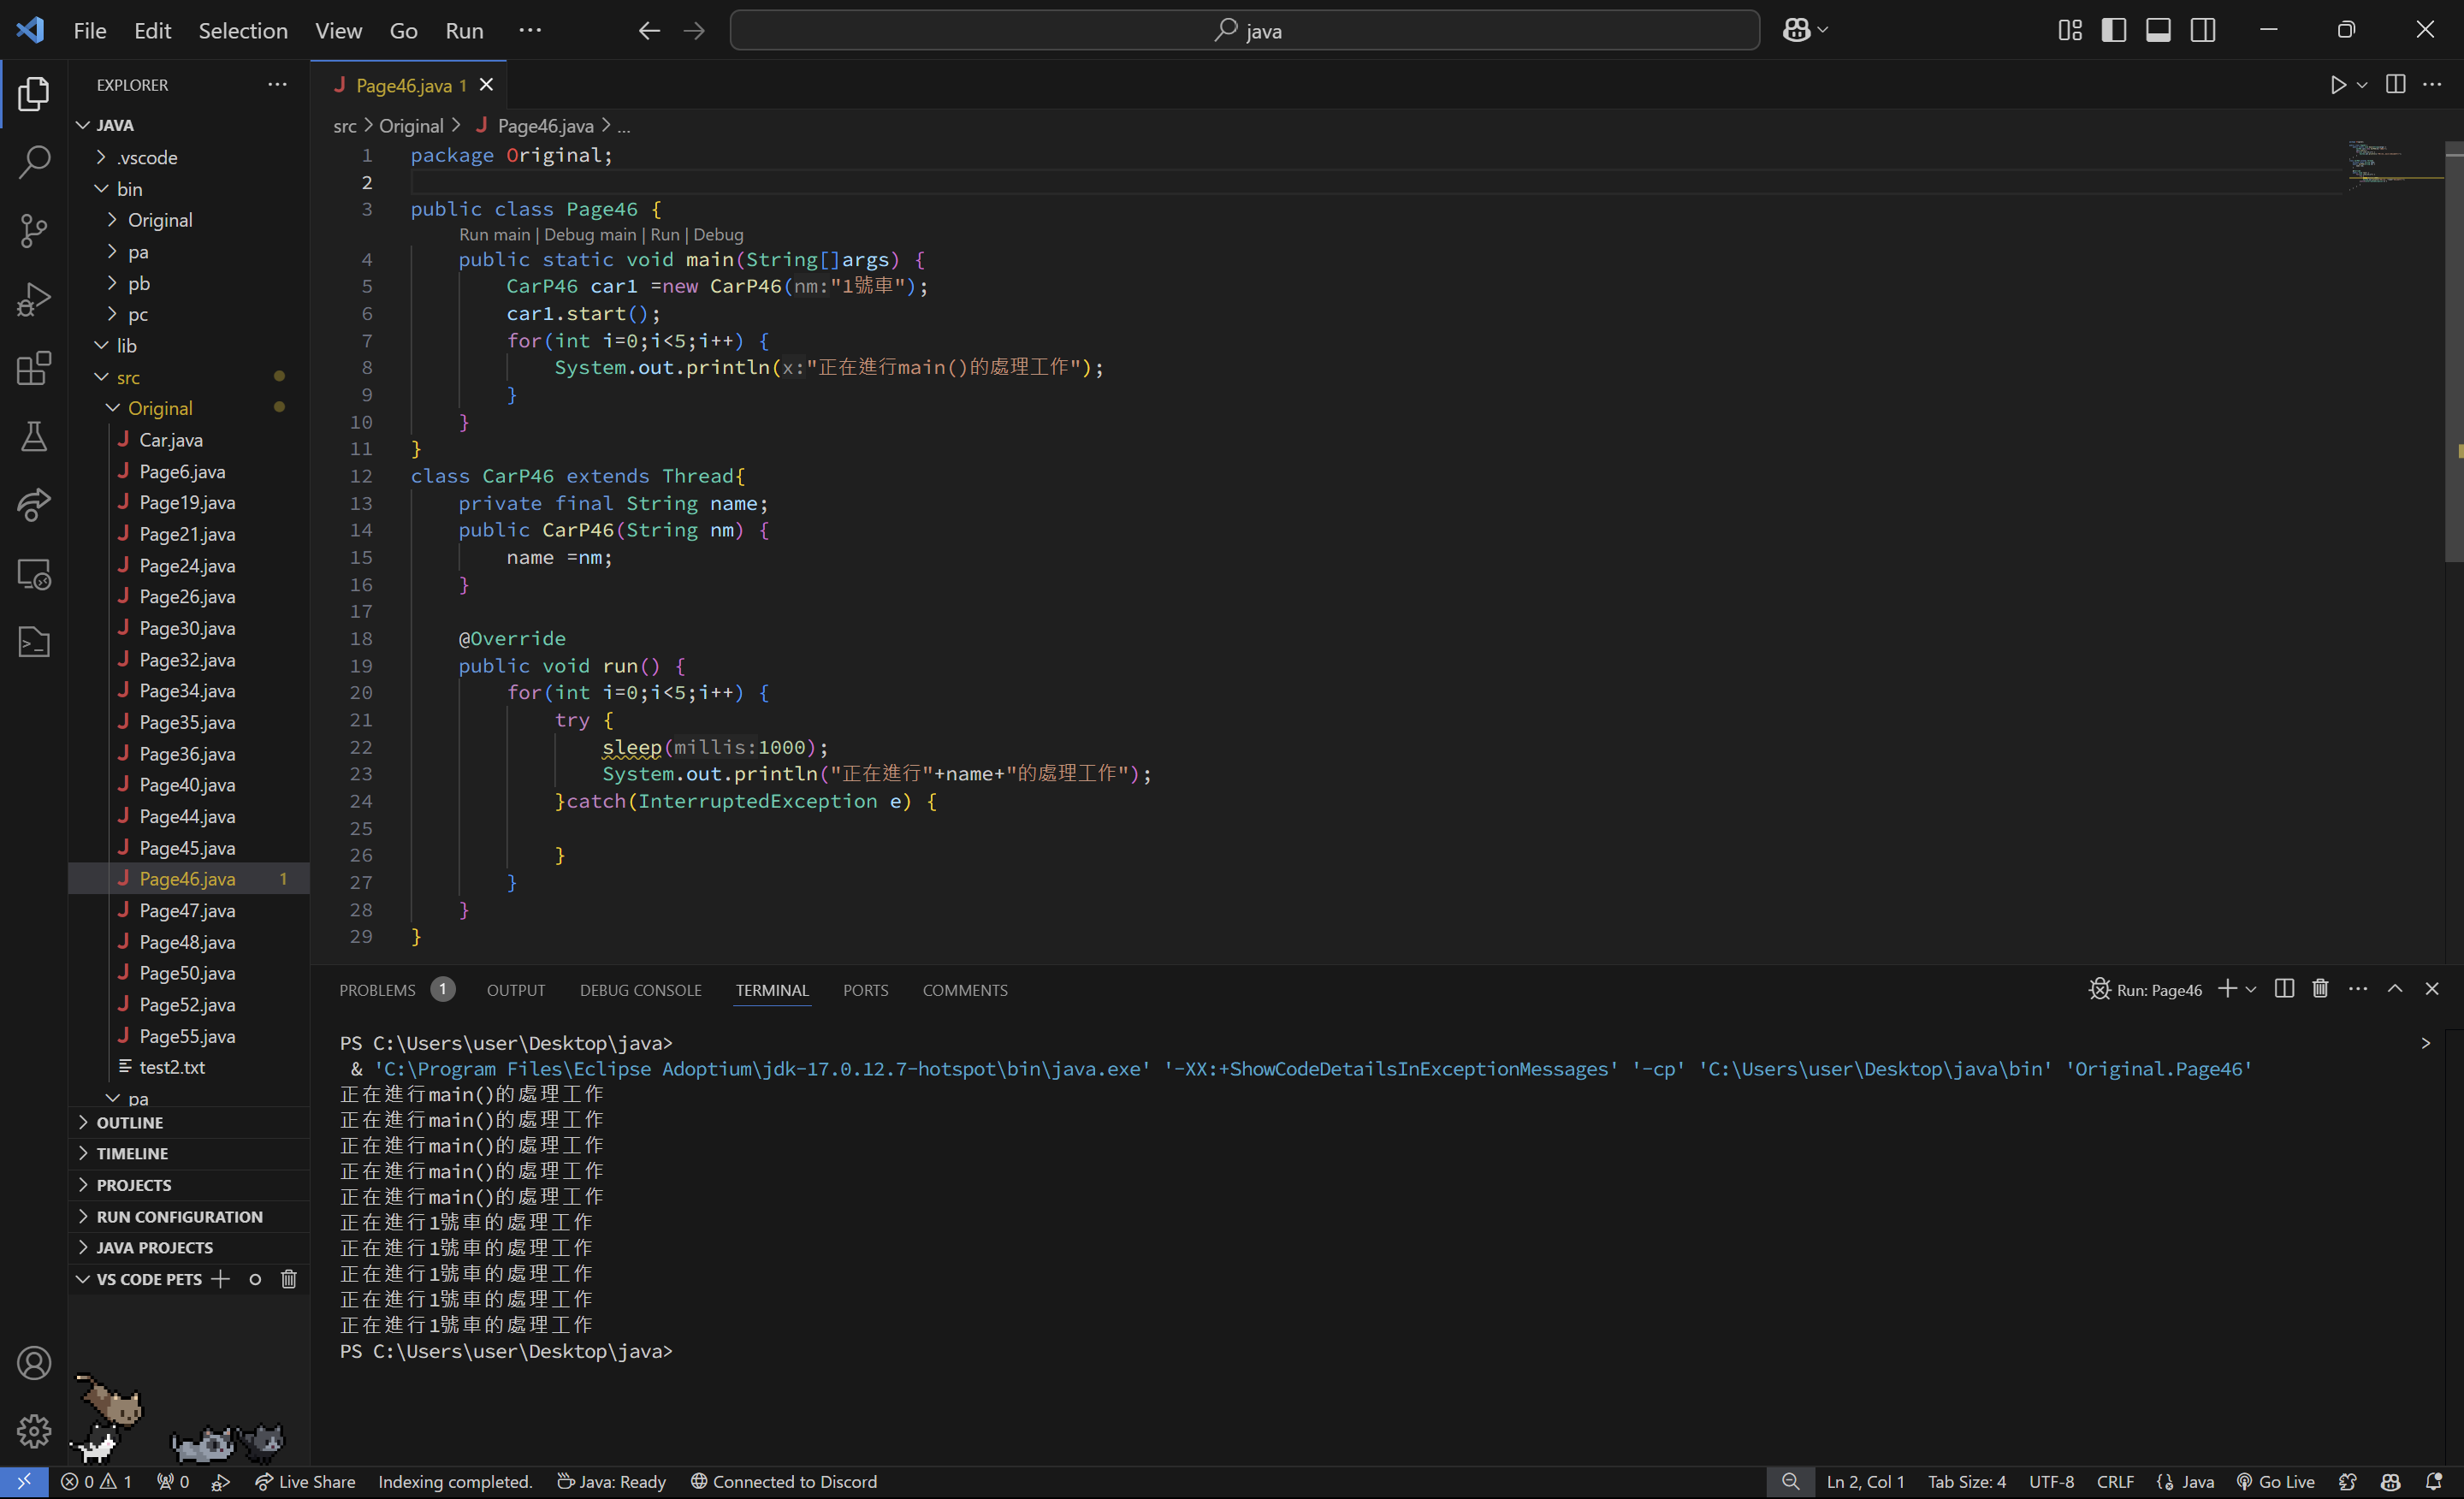 File Edit Selection View Go Run ··· java
EXPLORER ···
JAVA
.vscode
bin
Original
pa
pb
pc
lib
src
Original
J Car.java
J Page6.java
J Page19.java
J Page21.java
J Page24.java
J Page26.java
J Page30.java
J Page32.java
J Page34.java
J Page35.java
J Page36.java
J Page40.java
J Page44.java
J Page45.java
J Page46.java 1
J Page47.java
J Page48.java
J Page50.java
J Page52.java
J Page55.java
test2.txt
pa
OUTLINE
TIMELINE
PROJECTS
RUN CONFIGURATION
JAVA PROJECTS
VS CODE PETS
J Page46.java 1
src > Original > J Page46.java > ...
1 package Original;
2
3 public class Page46 {
Run main | Debug main | Run | Debug
4 public static void main(String[]args) {
5 CarP46 car1 =new CarP46(nm:"1號車");
6 car1.start();
7 for(int i=0;i<5;i++) {
8 System.out.println(x:"正在進行main()的處理工作");
9 }
10 }
11 }
12 class CarP46 extends Thread{
13 private final String name;
14 public CarP46(String nm) {
15 name =nm;
16 }
17
18 @Override
19 public void run() {
20 for(int i=0;i<5;i++) {
21 try {
22 sleep(millis:1000);
23 System.out.println("正在進行"+name+"的處理工作");
24 }catch(InterruptedException e) {
25
26 }
27 }
28 }
29 }
PROBLEMS 1 OUTPUT DEBUG CONSOLE TERMINAL PORTS COMMENTS Run: Page46
PS C:\Users\user\Desktop\java>
& 'C:\Program Files\Eclipse Adoptium\jdk-17.0.12.7-hotspot\bin\java.exe' '-XX:+ShowCodeDetailsInExceptionMessages' '-cp' 'C:\Users\user\Desktop\java\bin' 'Original.Page46'
正在進行main()的處理工作
正在進行main()的處理工作
正在進行main()的處理工作
正在進行main()的處理工作
正在進行main()的處理工作
正在進行1號車的處理工作
正在進行1號車的處理工作
正在進行1號車的處理工作
正在進行1號車的處理工作
正在進行1號車的處理工作
PS C:\Users\user\Desktop\java>
0 1 0 Live Share Indexing completed. Java: Ready Connected to Discord Ln 2, Col 1 Tab Size: 4 UTF-8 CRLF Java Go Live